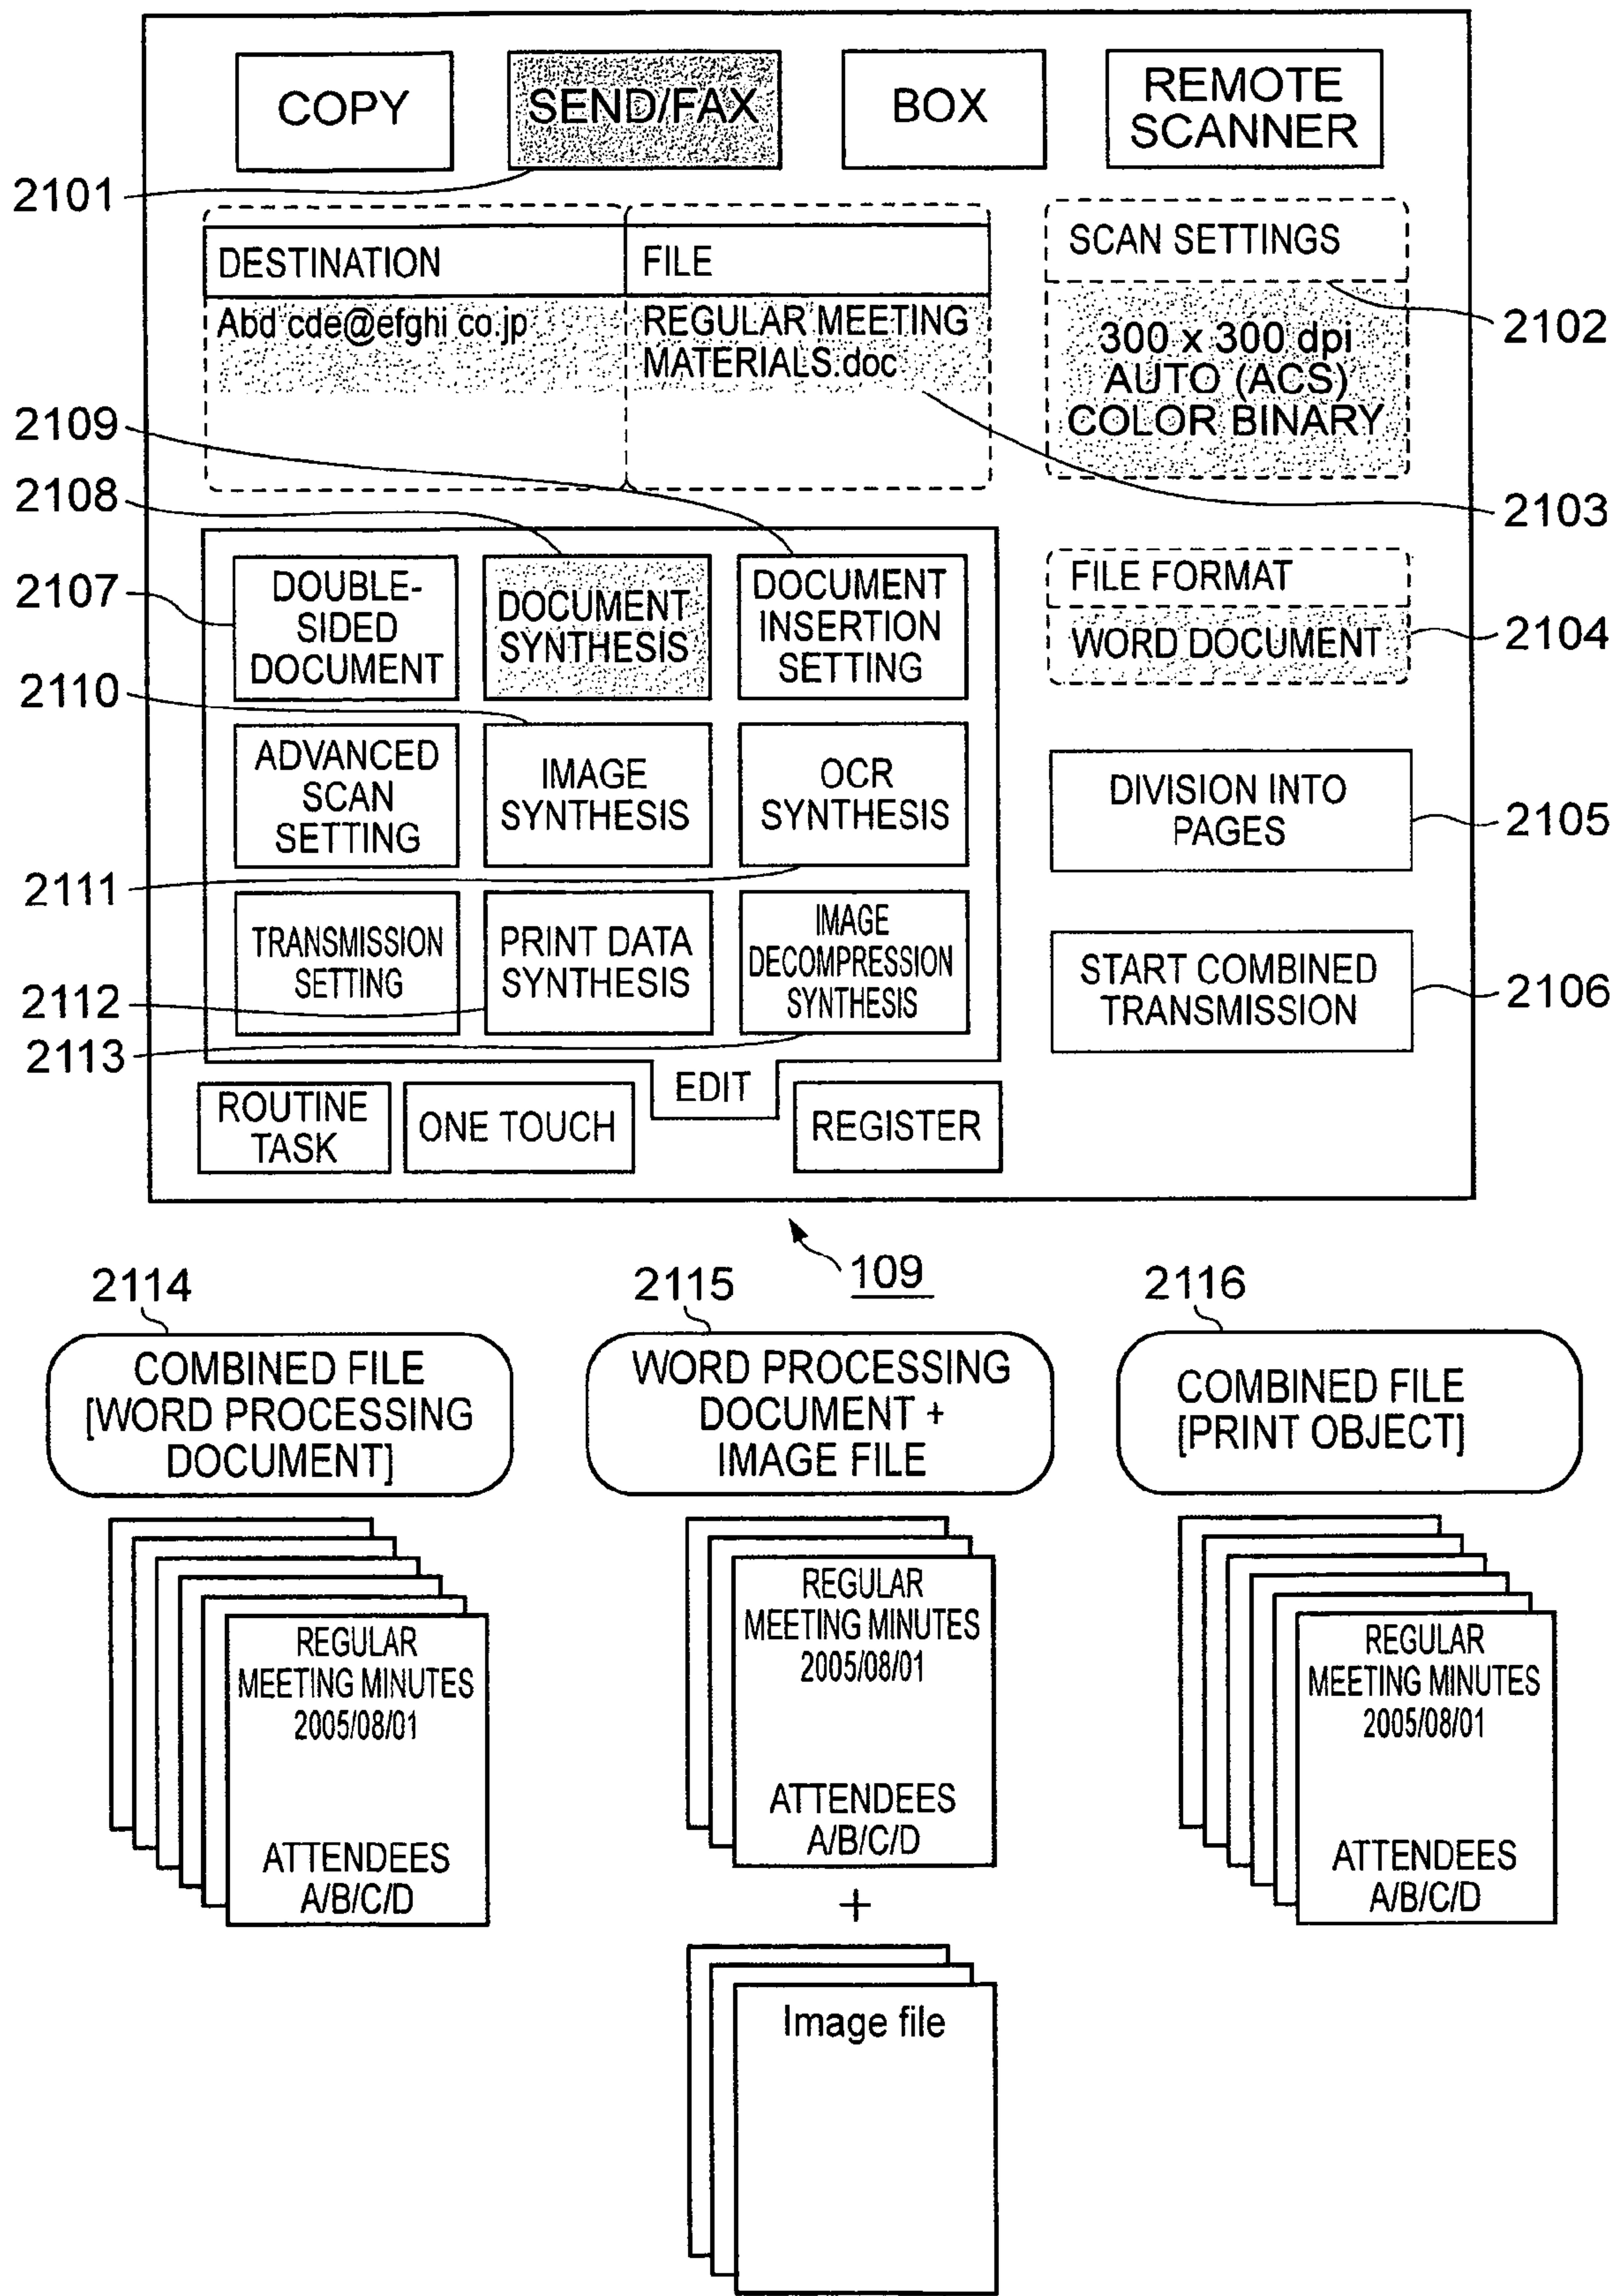 COPY
SEND/FAX
BOX
REMOTE
SCANNER
2101
DESTINATION
FILE
Abd cde@efghi co.jp
REGULAR MEETING
MATERIALS.doc
SCAN SETTINGS
300 x 300 dpi
AUTO (ACS)
COLOR BINARY
2102
2103
2109
2108
2107
2110
2111
2112
2113
DOUBLE-
SIDED
DOCUMENT
DOCUMENT
SYNTHESIS
DOCUMENT
INSERTION
SETTING
ADVANCED
SCAN
SETTING
IMAGE
SYNTHESIS
OCR
SYNTHESIS
TRANSMISSION
SETTING
PRINT DATA
SYNTHESIS
IMAGE
DECOMPRESSION
SYNTHESIS
FILE FORMAT
WORD DOCUMENT
2104
DIVISION INTO
PAGES
2105
START COMBINED
TRANSMISSION
2106
ROUTINE
TASK
ONE TOUCH
EDIT
REGISTER
109
2114
COMBINED FILE
[WORD PROCESSING
DOCUMENT]
REGULAR
MEETING MINUTES
2005/08/01
ATTENDEES
A/B/C/D
2115
WORD PROCESSING
DOCUMENT +
IMAGE FILE
REGULAR
MEETING MINUTES
2005/08/01
ATTENDEES
A/B/C/D
+
Image file
2116
COMBINED FILE
[PRINT OBJECT]
REGULAR
MEETING MINUTES
2005/08/01
ATTENDEES
A/B/C/D